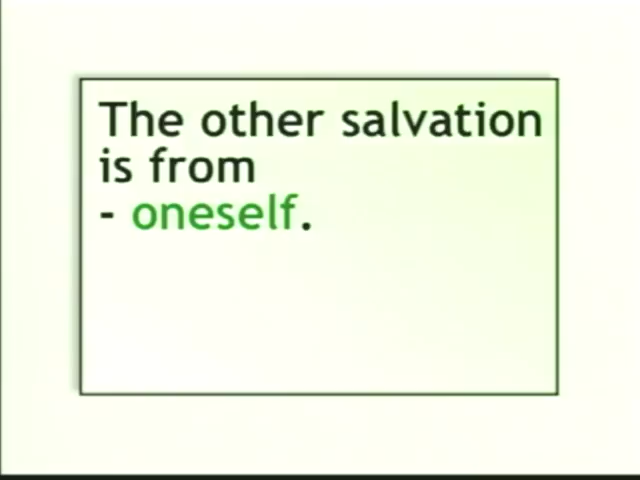 The other salvation
is from
- oneself.